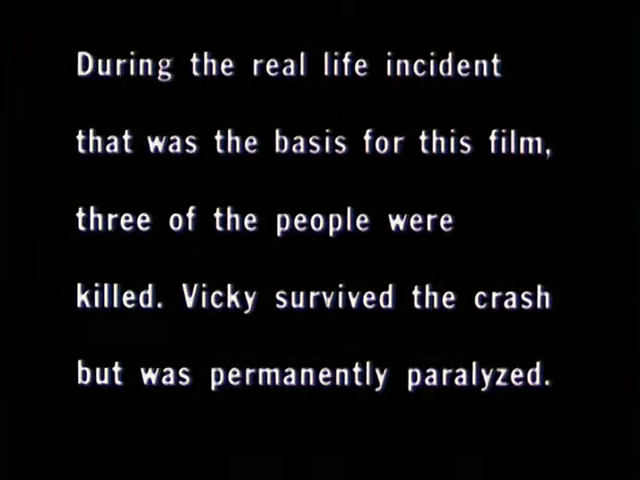 During the real life incident
that was the basis for this film,
three of the people were
killed. Vicky survived the crash
but was permanently paralyzed.